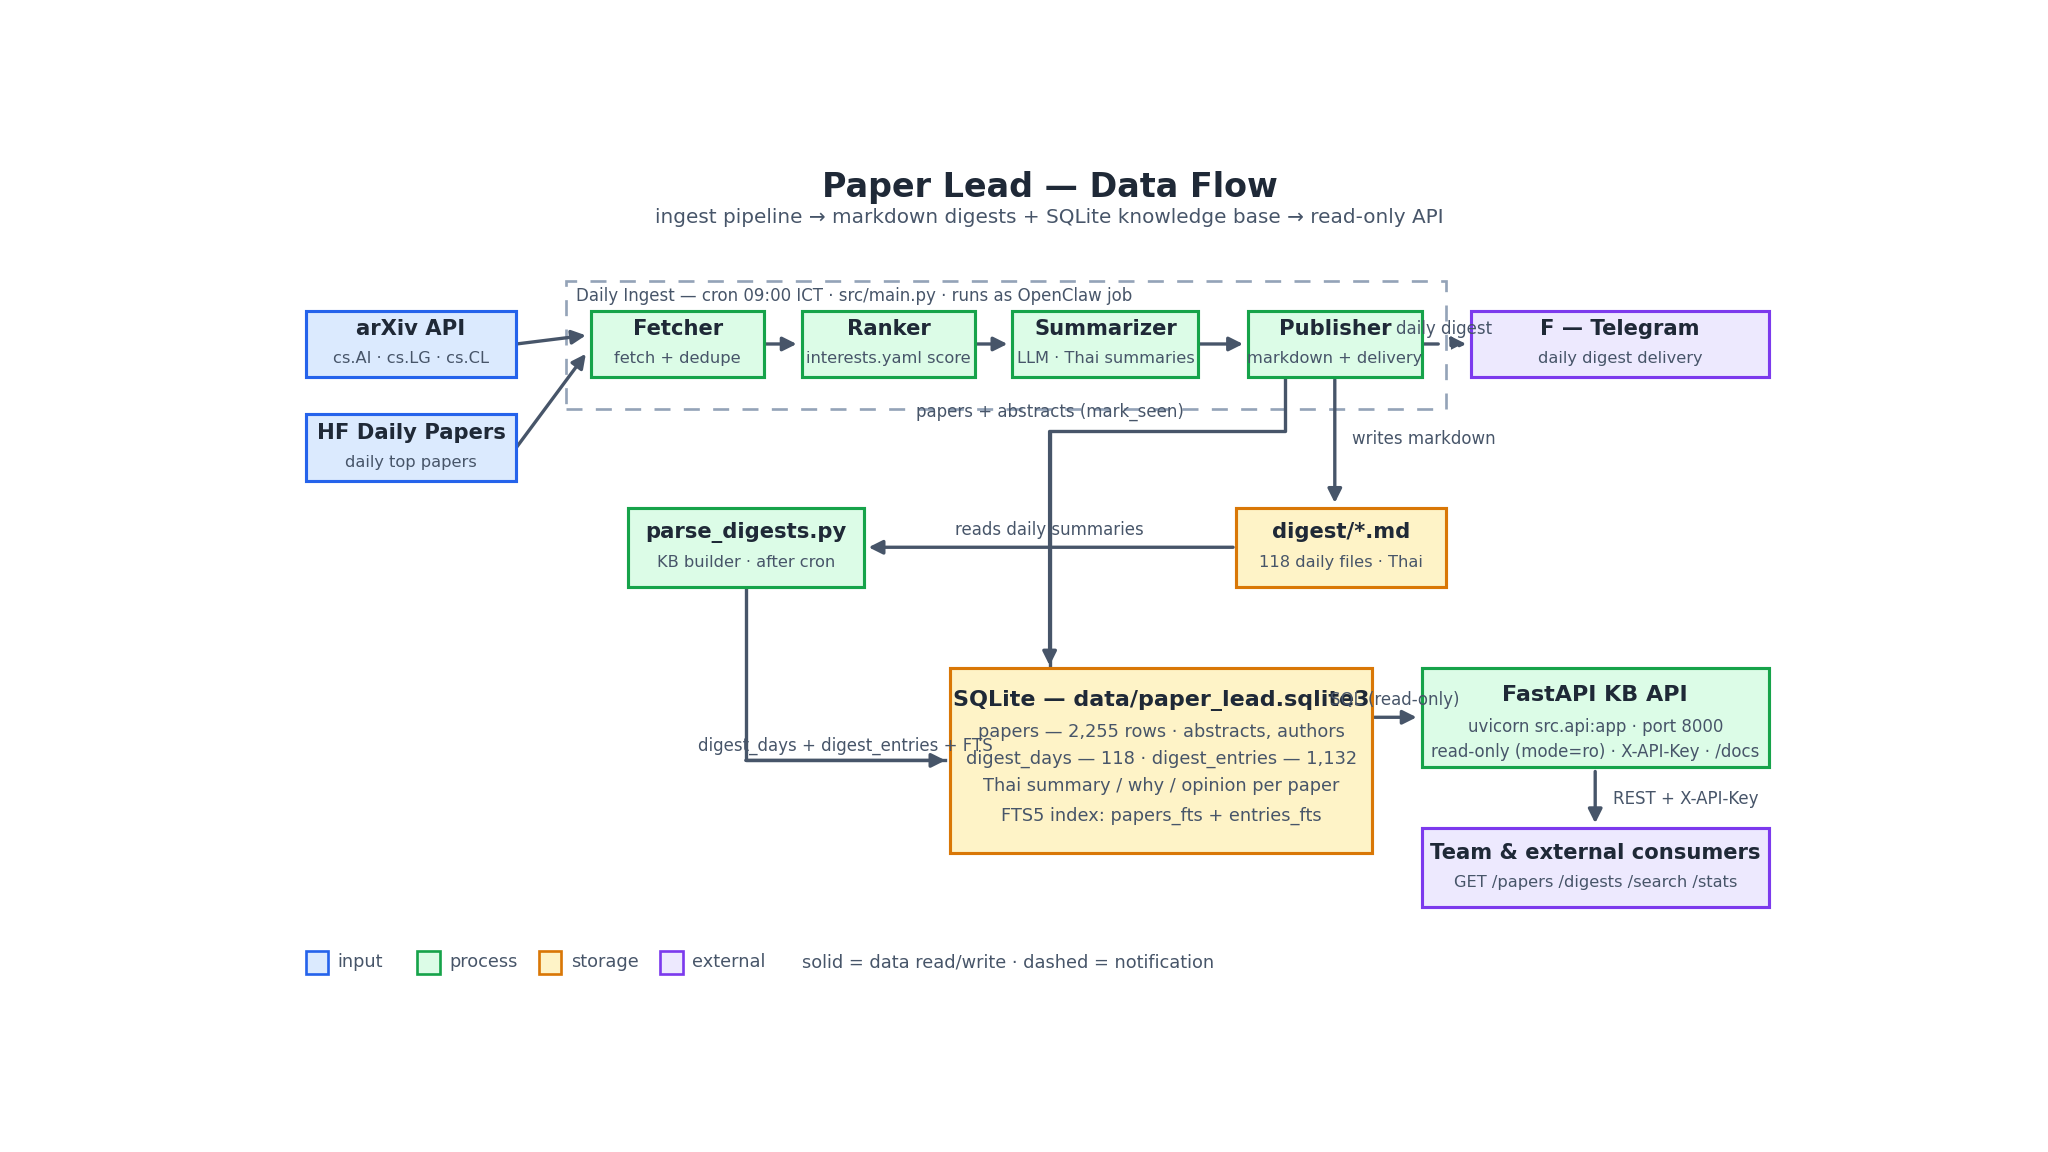 Paper Lead — Data Flow
ingest pipeline → markdown digests + SQLite knowledge base → read-only API
Daily Ingest — cron 09:00 ICT · src/main.py · runs as OpenClaw job
arXiv API
cs.AI · cs.LG · cs.CL
Fetcher
fetch + dedupe
Ranker
interests.yaml score
Summarizer
LLM · Thai summaries
Publisher
markdown + delivery
daily digest
F — Telegram
daily digest delivery
HF Daily Papers
daily top papers
papers + abstracts (mark_seen)
writes markdown
parse_digests.py
KB builder · after cron
reads daily summaries
digest/*.md
118 daily files · Thai
SQLite — data/paper_lead.sqlite3
papers — 2,255 rows · abstracts, authors
digest_days — 118 · digest_entries — 1,132
Thai summary / why / opinion per paper
FTS5 index: papers_fts + entries_fts
digest_days + digest_entries + FTS
SQL (read-only)
FastAPI KB API
uvicorn src.api:app · port 8000
read-only (mode=ro) · X-API-Key · /docs
REST + X-API-Key
Team & external consumers
GET /papers /digests /search /stats
input
process
storage
external
solid = data read/write · dashed = notification